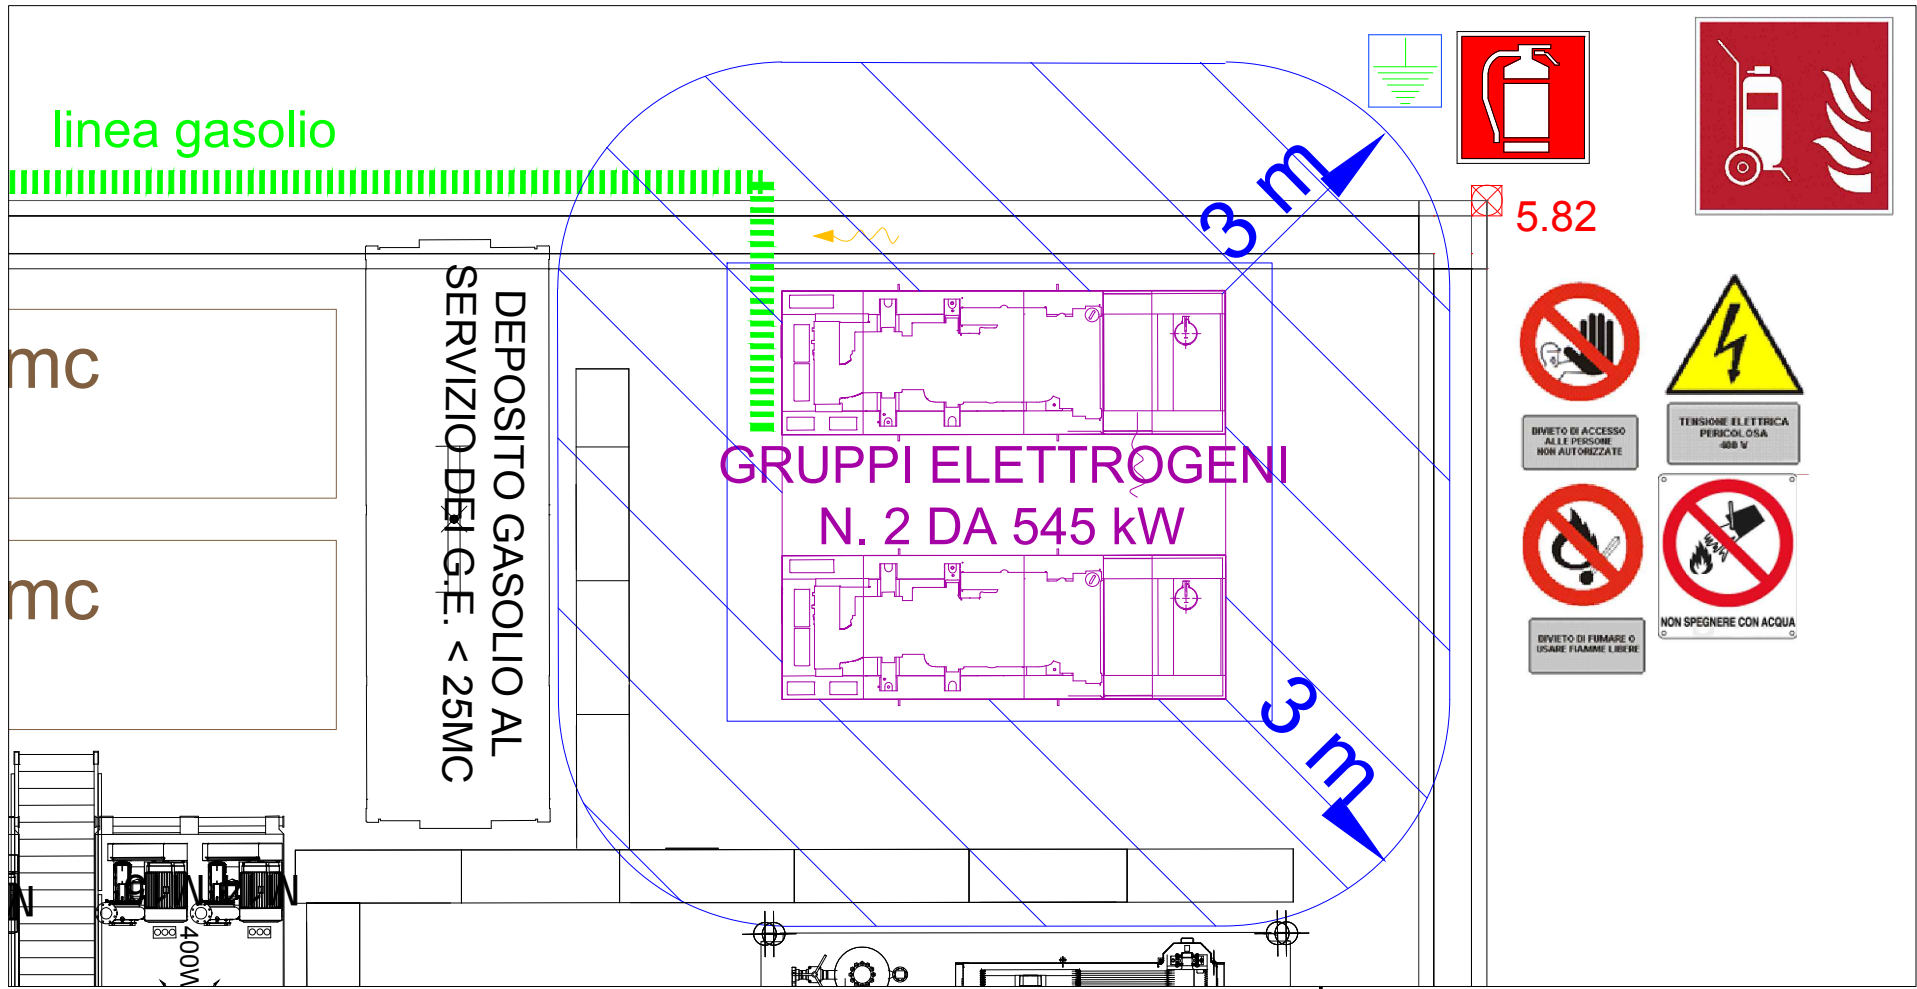 linea gasolio
3 m
5.82
mc
mc
DEPOSITO GASOLIO AL
SERVIZIO DEI G.E. < 25MC
GRUPPI ELETTROGENI
N. 2 DA 545 kW
3 m
DIVIETO DI ACCESSO
ALLE PERSONE
NON AUTORIZZATE
TENSIONE ELETTRICA
PERICOLOSA
400 V
DIVIETO DI FUMARE O
USARE FIAMME LIBERE
NON SPEGNERE CON ACQUA
400W